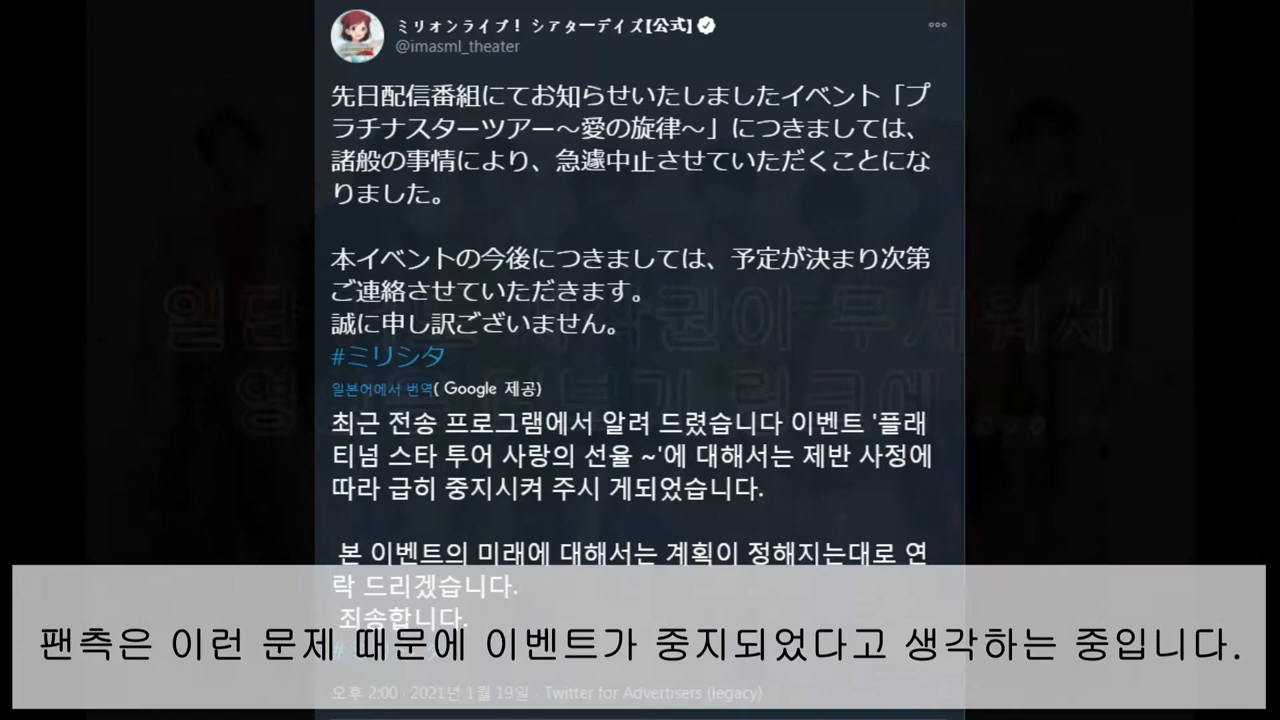 ミリオンライブ！ シアターデイズ【公式】
@imasml_theater
先日配信番組にてお知らせいたしましたイベント「プ
ラチナスターツアー～愛の旋律～」につきましては、
諸般の事情により、急遽中止させていただくことにな
りました。
本イベントの今後につきましては、予定が決まり次第
ご連絡させていただきます。
誠に申し訳ございません。
#ミリシタ
일본어에서 번역( Google 제공)
최근 전송 프로그램에서 알려 드렸습니다 이벤트 '플래
티넘 스타 투어 사랑의 선율 ~'에 대해서는 제반 사정에
따라 급히 중지시켜 주시 게되었습니다.
본 이벤트의 미래에 대해서는 계획이 정해지는대로 연
락 드리겠습니다.
죄송합니다.
팬측은 이런 문제 때문에 이벤트가 중지되었다고 생각하는 중입니다.
오후 2:00 · 2021년 1월 19일 · Twitter for Advertisers (legacy)